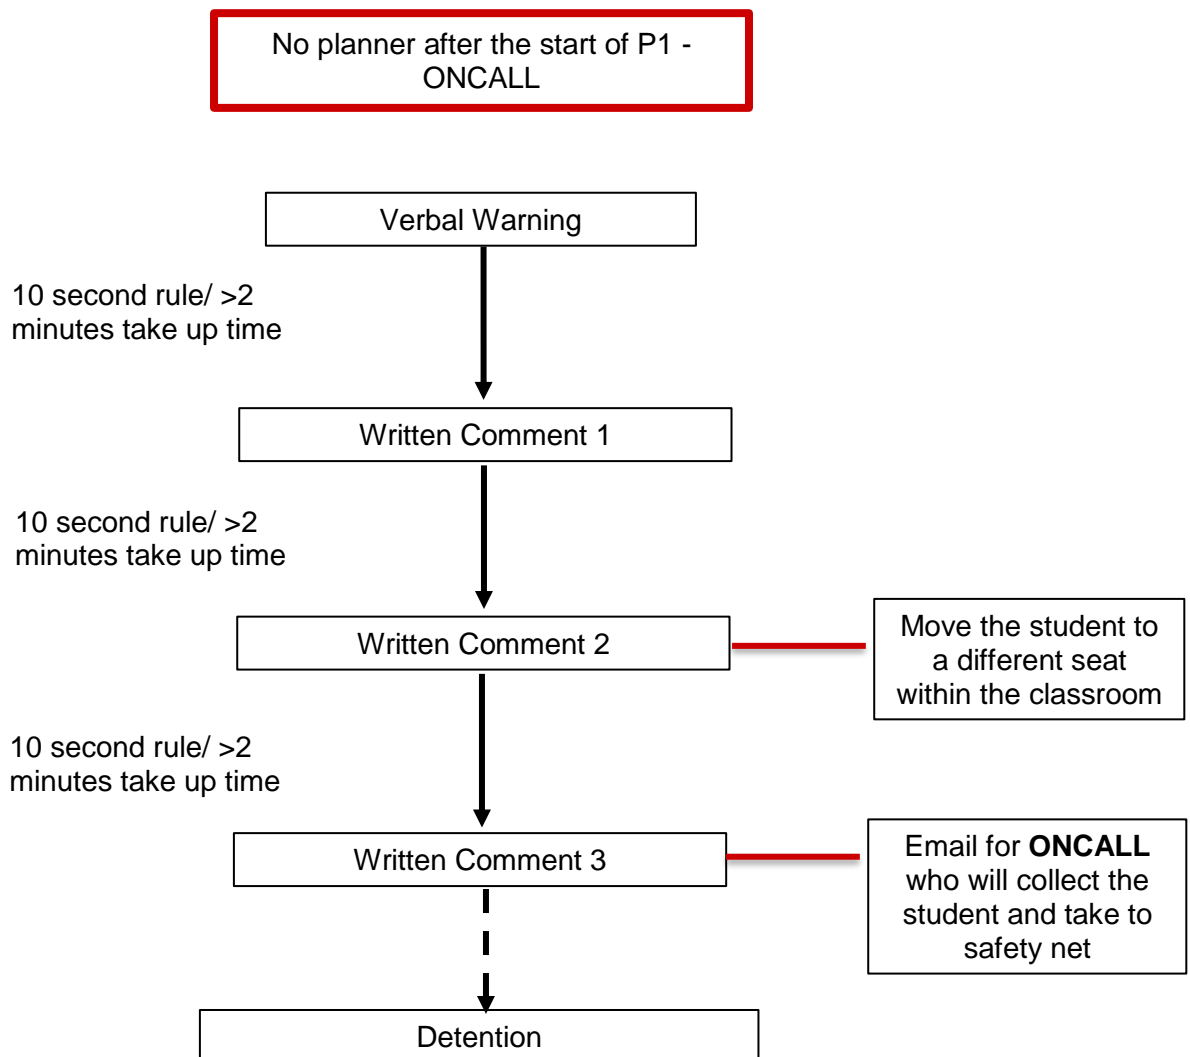 No planner after the start of P1 -
ONCALL
Verbal Warning
10 second rule/ >2
minutes take up time
Written Comment 1
10 second rule/ >2
minutes take up time
Written Comment 2
Move the student to
a different seat
within the classroom
10 second rule/ >2
minutes take up time
Written Comment 3
Email for ONCALL
who will collect the
student and take to
safety net
Detention